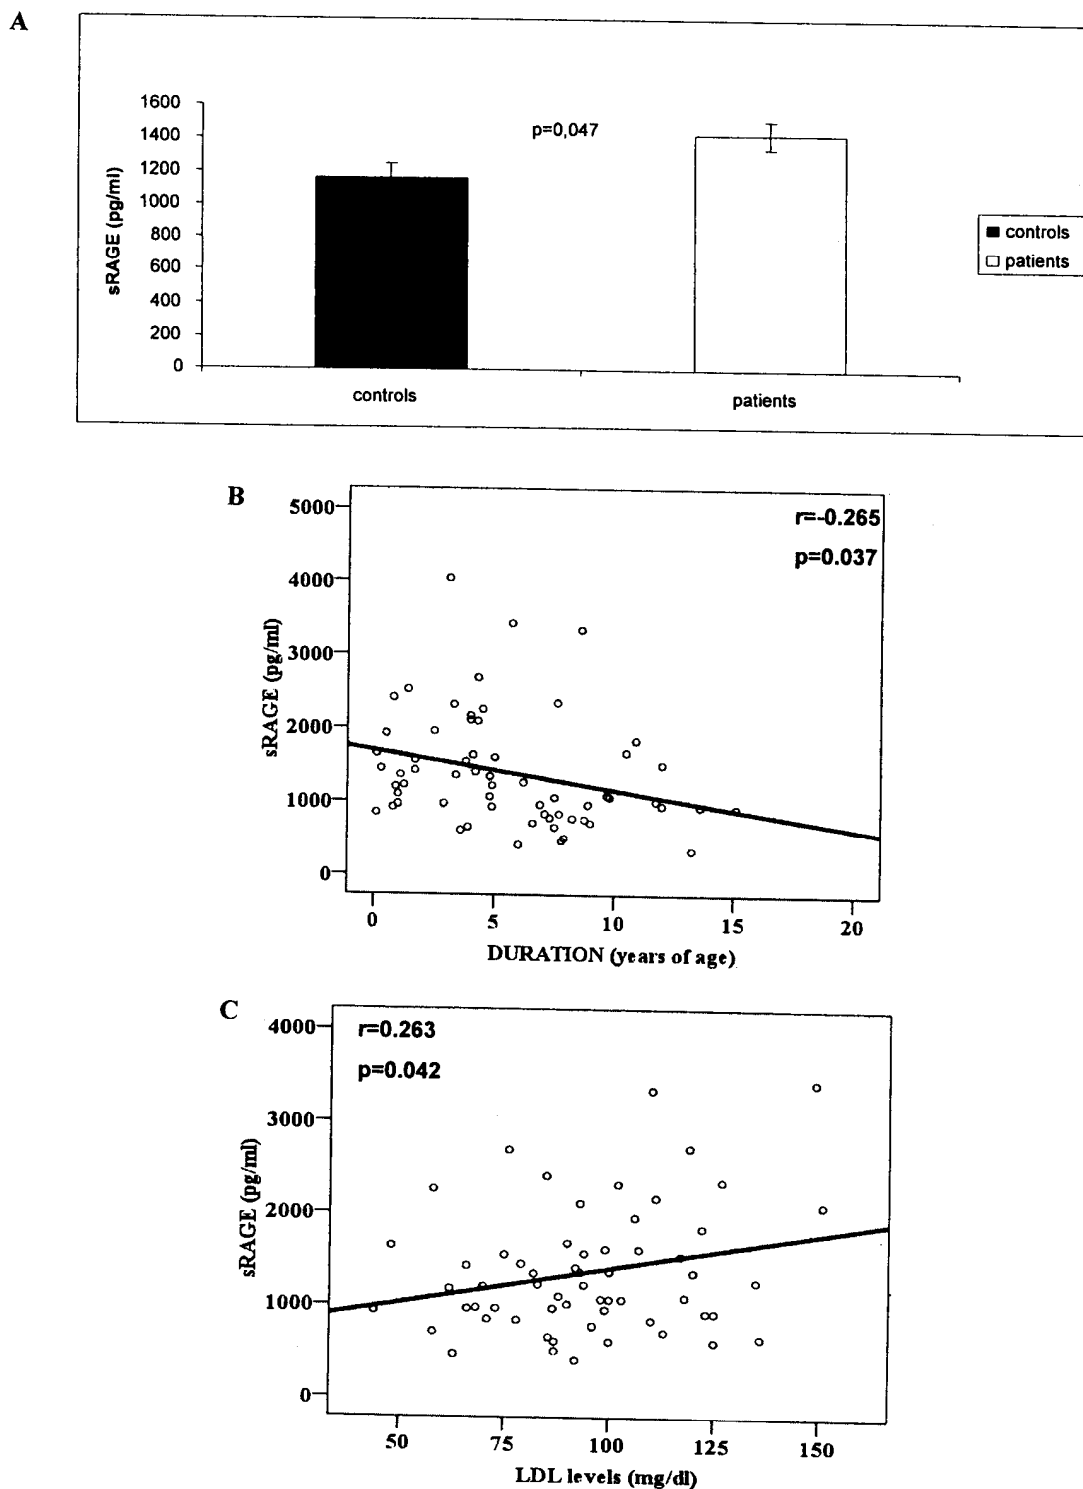 A
1600
1400
1200
1000
800
600
400
200
0
sRAGE (pg/ml)
p=0,047
controls
patients
controls
patients
B
5000
4000
3000
2000
1000
0
sRAGE (pg/ml)
r=-0.265
p=0.037
0 5 10 15 20
DURATION (years of age)
C
4000
3000
2000
1000
0
sRAGE (pg/ml)
r=0.263
p=0.042
50 75 100 125 150
LDL levels (mg/dl)